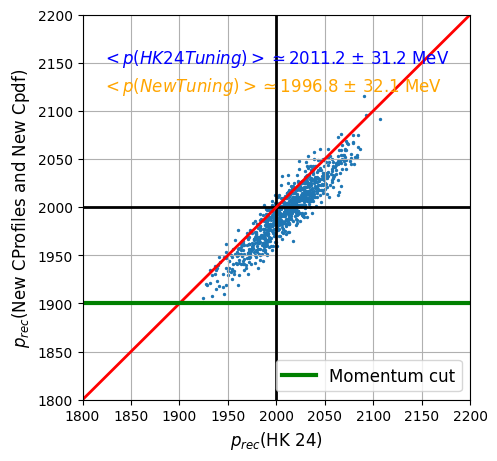 2200
2150
2100
2050
2000
1950
1900
1850
1800
p_rec(New CProfiles and New Cpdf)
< p(HK24Tuning) > ≃ 2011.2 ± 31.2 MeV
< p(NewTuning) > ≃ 1996.8 ± 32.1 MeV
Momentum cut
1800 1850 1900 1950 2000 2050 2100 2150 2200
p_rec(HK 24)